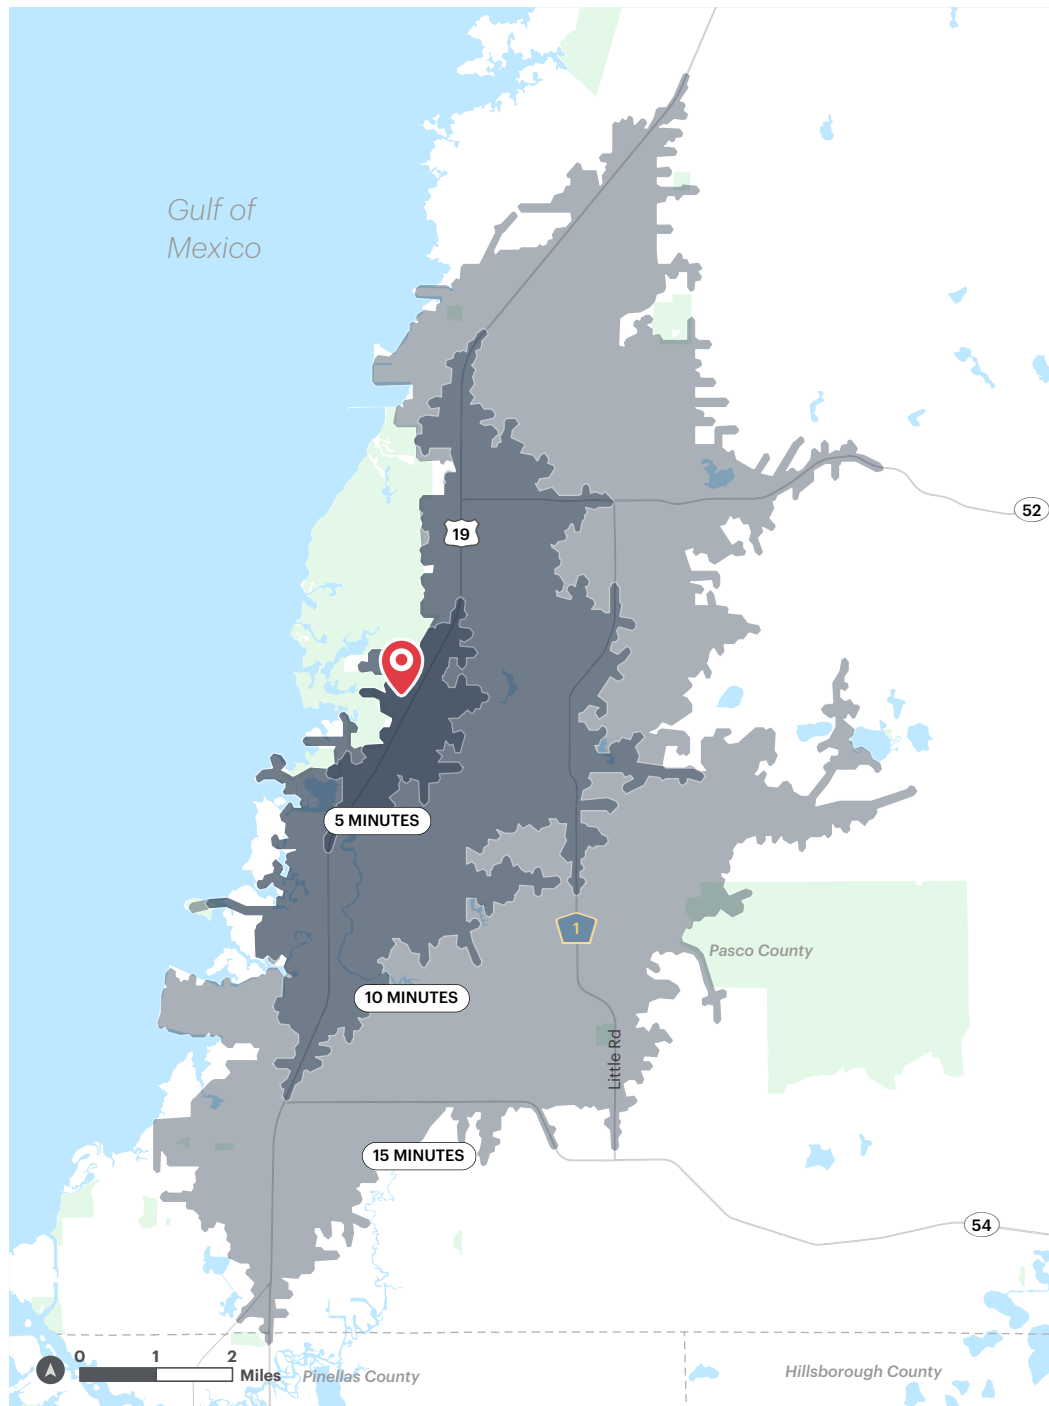 Gulf of
Mexico
52
19
5 MINUTES
1
Pasco County
10 MINUTES
Little Rd
15 MINUTES
54
0 1 2
Miles
Pinellas County
Hillsborough County